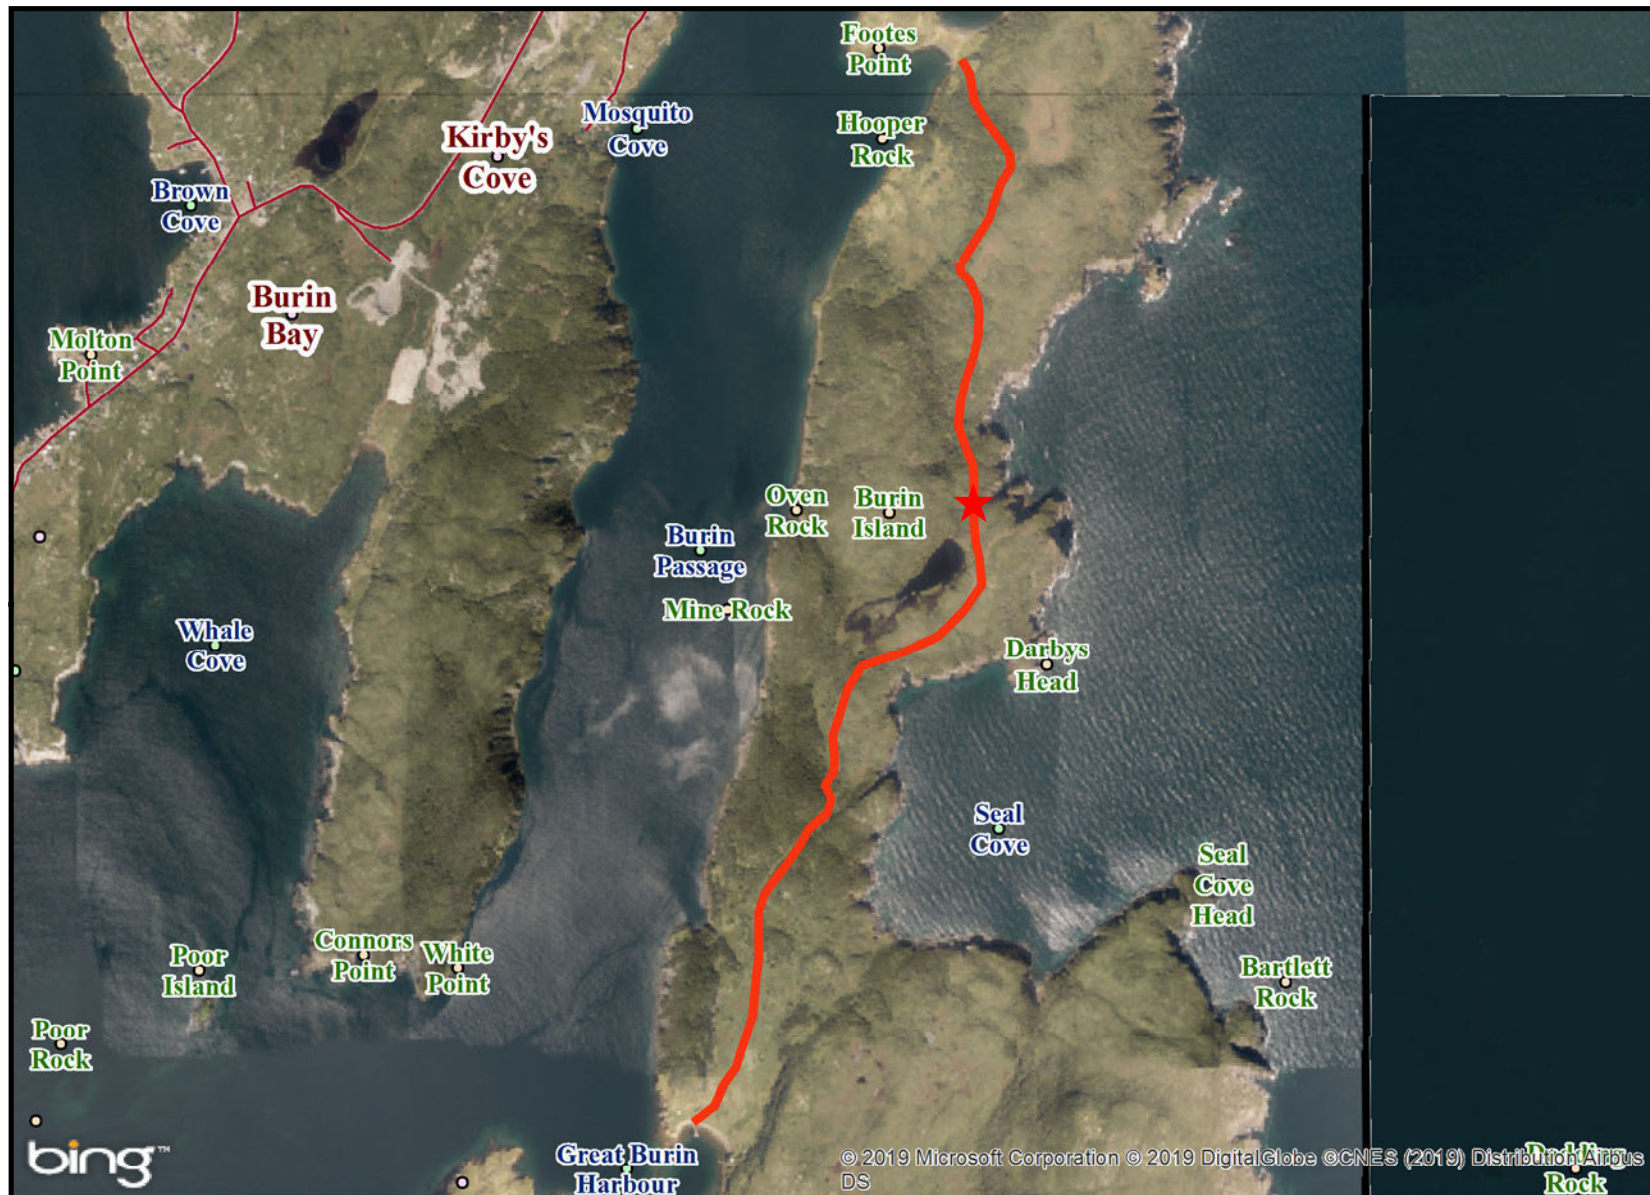 Footes
Point
Mosquito
Cove
Hooper
Rock
Kirby's
Cove
Brown
Cove
Burin
Bay
Molton
Point
Oven
Rock
Burin
Island
Burin
Passage
Mine Rock
Whale
Cove
Darbys
Head
Seal
Cove
Seal
Cove
Head
Connors
Point
White
Point
Poor
Island
Bartlett
Rock
Poor
Rock
bing™
Great Burin
Harbour
© 2019 Microsoft Corporation © 2019 DigitalGlobe ©CNES (2019) Distribution Airbus
DS
Rock